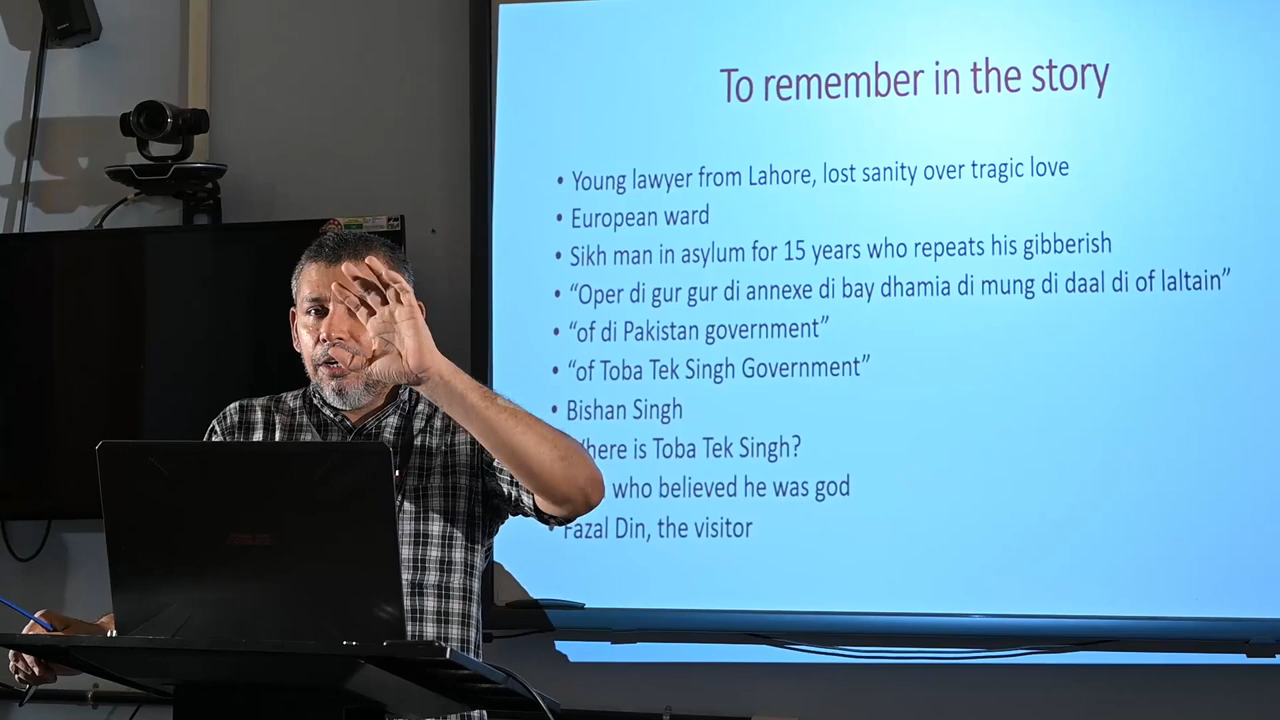 To remember in the story
• Young lawyer from Lahore, lost sanity over tragic love
• European ward
• Sikh man in asylum for 15 years who repeats his gibberish
• “Oper di gur gur di annexe di bay dhamia di mung di daal di of laltain”
• “of di Pakistan government”
• “of Toba Tek Singh Government”
• Bishan Singh
here is Toba Tek Singh?
who believed he was god
• Fazal Din, the visitor